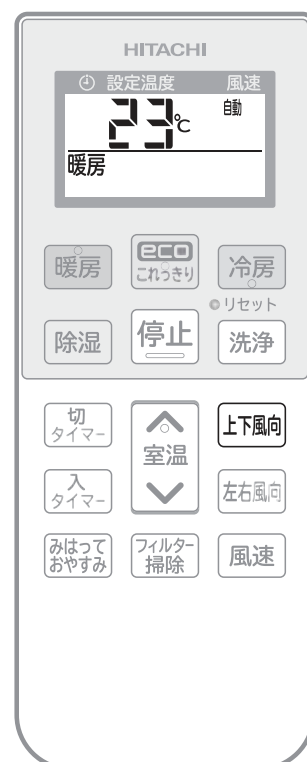 HITACHI
設定温度 風速
23℃ 自動
暖房
暖房 eco これっきり 冷房
リセット
除湿 停止 洗浄
切タイマー 室温 上下風向
入タイマー 左右風向
みはっておやすみ フィルター掃除 風速